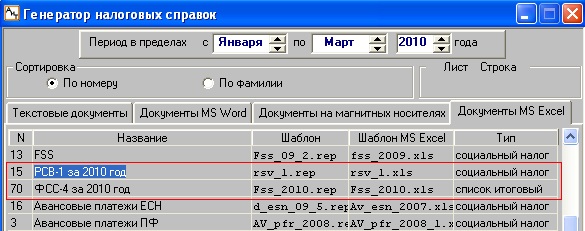 Генератор налоговых справок
Период в пределах с Января по Март 2010 года
Сортировка Лист Строка
По номеру По фамилии
Текстовые документы Документы MS Word Документы на магнитных носителях Документы MS Excel
N Название Шаблон Шаблон MS Excel Тип
13 FSS Fss_09_2.rep fss_2009.xls социальный налог
15 РСВ-1 за 2010 год rsv_1.rep rsv_1.xls социальный налог
70 ФСС-4 за 2010 год Fss_2010.rep Fss_2010.xls список итоговый
16 Авансовые платежи ЕСН d_esn_09_5.rep Av_esn_2007.xls социальный налог
3 Авансовые платежи ПФ AV_pfr_2008.re AV_pfr_2008_1.x социальный налог